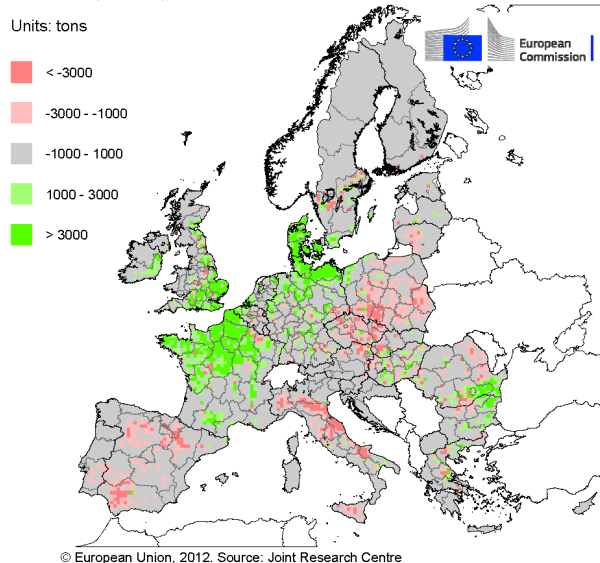 Units: tons
< -3000
-3000 - -1000
-1000 - 1000
1000 - 3000
> 3000
European
Commission
© European Union, 2012. Source: Joint Research Centre